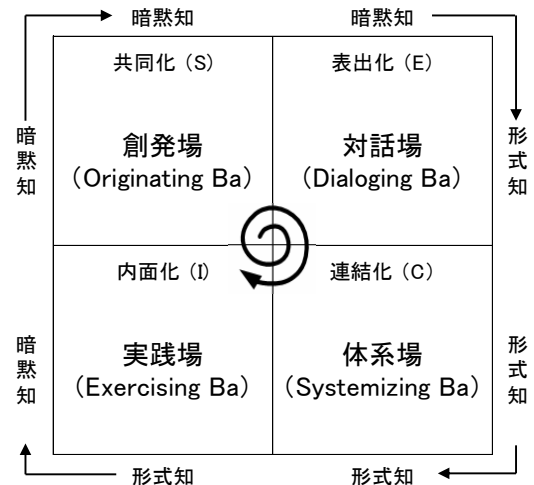 暗黙知
暗黙知
共同化（S）
表出化（E）
暗黙知
創発場
（Originating Ba）
対話場
（Dialoging Ba）
形式知
内面化（I）
連結化（C）
暗黙知
実践場
（Exercising Ba）
体系場
（Systemizing Ba）
形式知
形式知
形式知